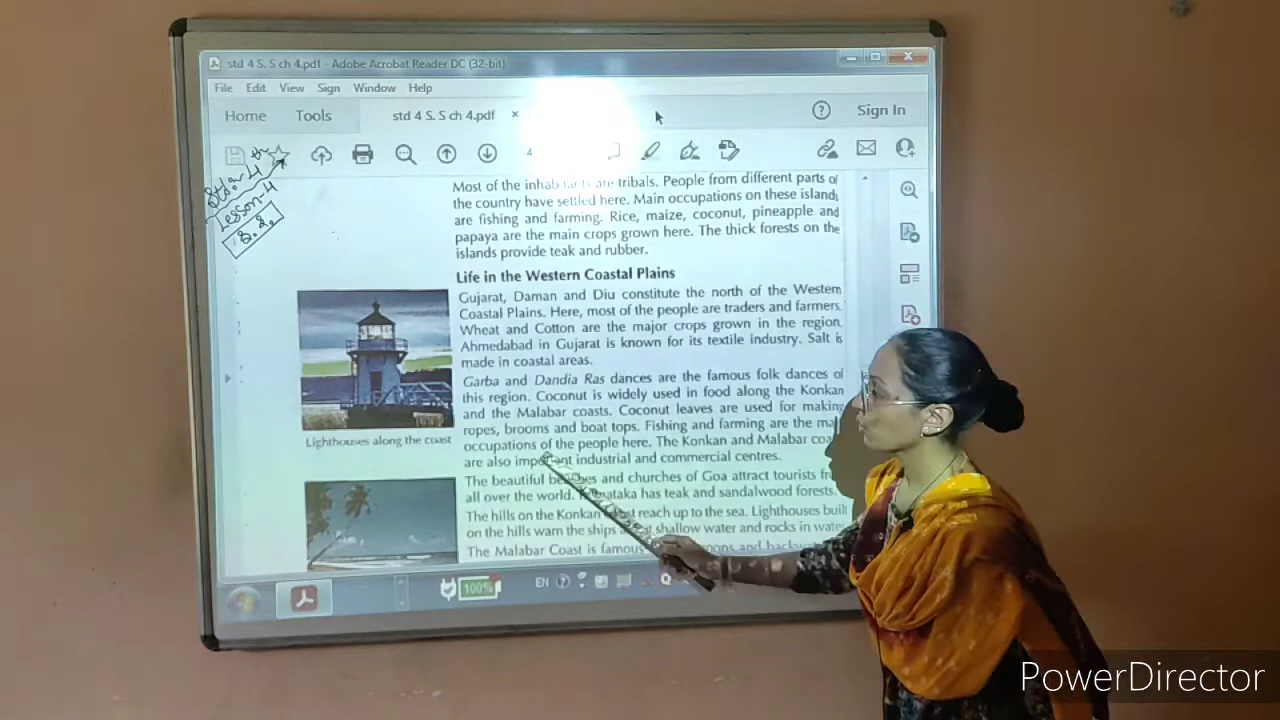 std 4 S. S ch 4.pdf - Adobe Acrobat Reader DC (32-bit)
File Edit View Sign Window Help
Home Tools std 4 S. S ch 4.pdf × Sign In
4
Std. 4th
Lesson-4
S.S.
Most of the inhabitants are tribals. People from different parts of
the country have settled here. Main occupations on these islands
are fishing and farming. Rice, maize, coconut, pineapple and
papaya are the main crops grown here. The thick forests on the
islands provide teak and rubber.
Life in the Western Coastal Plains
Gujarat, Daman and Diu constitute the north of the Western
Coastal Plains. Here, most of the people are traders and farmers.
Wheat and Cotton are the major crops grown in the region.
Ahmedabad in Gujarat is known for its textile industry. Salt is
made in coastal areas.
Garba and Dandia Ras dances are the famous folk dances of
this region. Coconut is widely used in food along the Konkan
and the Malabar coasts. Coconut leaves are used for making
ropes, brooms and boat tops. Fishing and farming are the
occupations of the people here. The Konkan and Malabar
are also important industrial and commercial centres.
Lighthouses along the coast
The beautiful beaches and churches of Goa attract tourists
all over the world. Karnataka has teak and sandalwood forests.
The hills on the Konkan reach up to the sea. Lighthouses
on the hills warn the ships shallow water and rocks in water
The Malabar Coast is famous
100% EN
PowerDirector